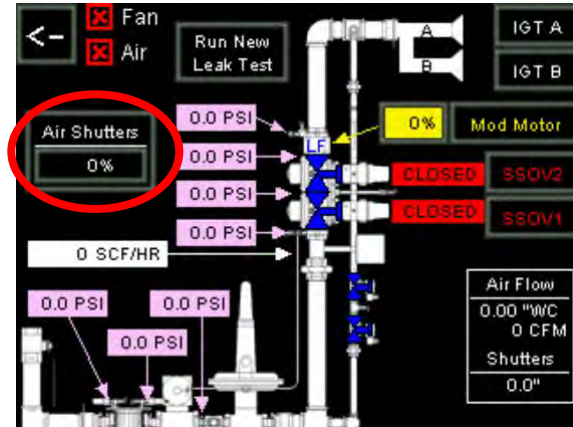 <-
Fan
Air
Run New
Leak Test
A
B
IGT A
IGT B
Air Shutters
0%
0.0 PSI
LF
0%
Mod Motor
0.0 PSI
CLOSED
SSOV2
0.0 PSI
CLOSED
SSOV1
0.0 PSI
0 SCF/HR
Air Flow
0.00 "WC
0 CFM
Shutters
0.0"
0.0 PSI
0.0 PSI
0.0 PSI